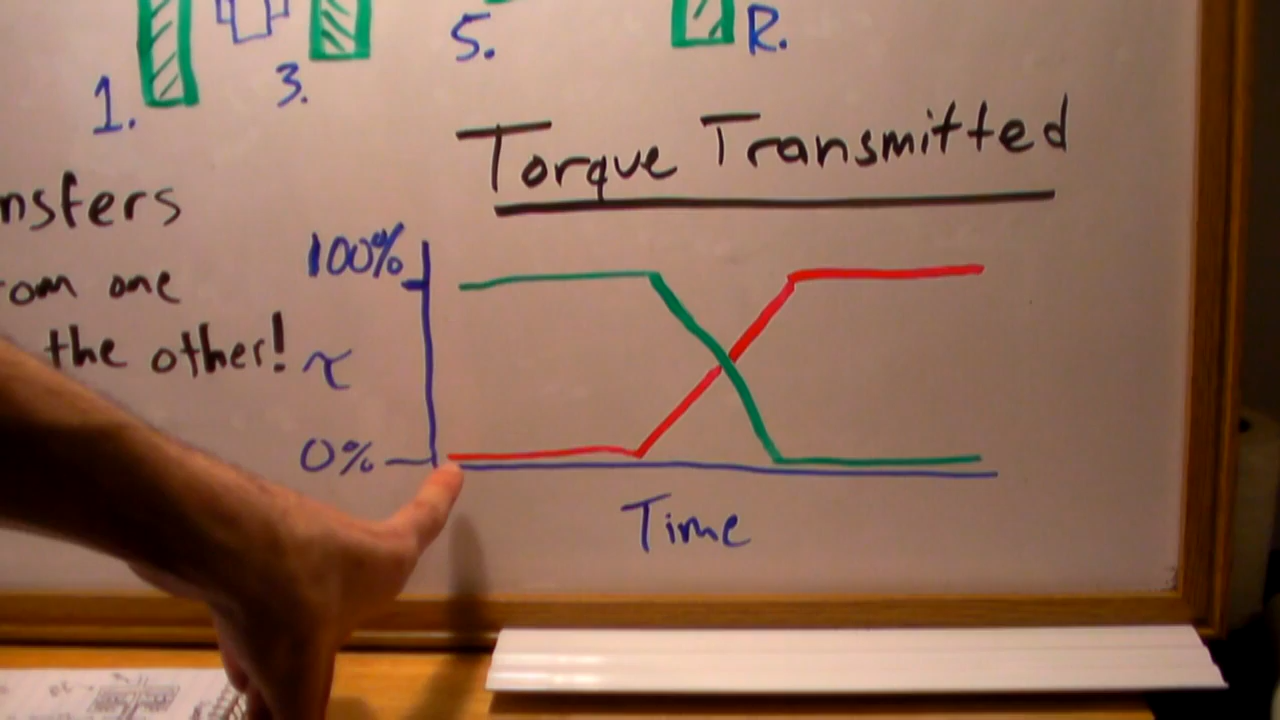 1.
3.
5.
R.
Torque Transmitted
nsfers
om one
the other!
100%
τ
0%
Time